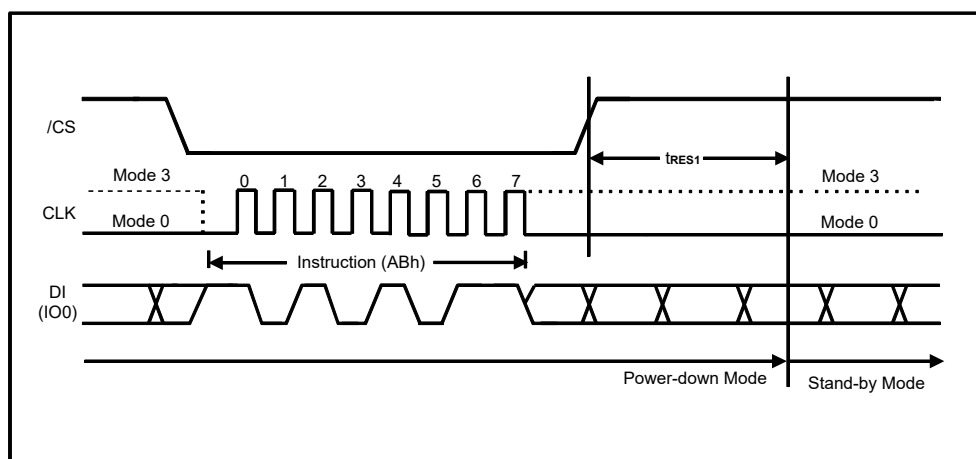 /CS
tRES1
Mode 3
0 1 2 3 4 5 6 7
Mode 3
CLK
Mode 0
Mode 0
Instruction (ABh)
DI
(IO0)
Power-down Mode
Stand-by Mode